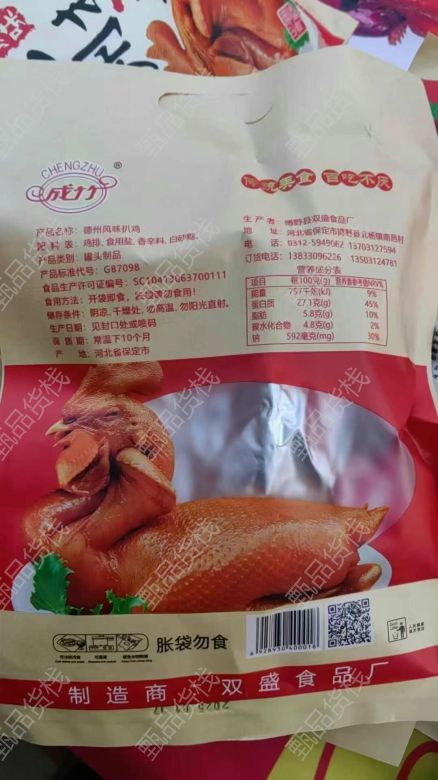 CHENGZHU
成竹®
传统美食 百吃不厌
产品名称：德州风味扒鸡
配料表：鸡排、食用盐、香辛料、白砂糖。
产品类别：罐头制品
产品标准代号：GB7098
食品生产许可证编号：SC10413063700111
食用方法：开袋即食，
勿食用！
储存条件：阴凉、干燥处，勿高温，勿阳光直射。
生产日期：见封口处或喷码
保质期：常温下10个月
产地：河北省保定市
生产者：博野县双盛食品厂
地址：河北省保定市博野县北杨镇南邑村
电话：0312-5949062 13703127594
订货电话：13833096226 13503124781
营养成分表
项目 每100克(g) 营养素参考值NRV%
能量 757千焦(kJ) 9%
蛋白质 27.1克(g) 45%
脂肪 5.8克(g) 10%
碳水化合物 4.8克(g) 2%
钠 592毫克(mg) 30%
胀袋勿食
6928930400016
制造商：双盛食品厂
甄品货栈